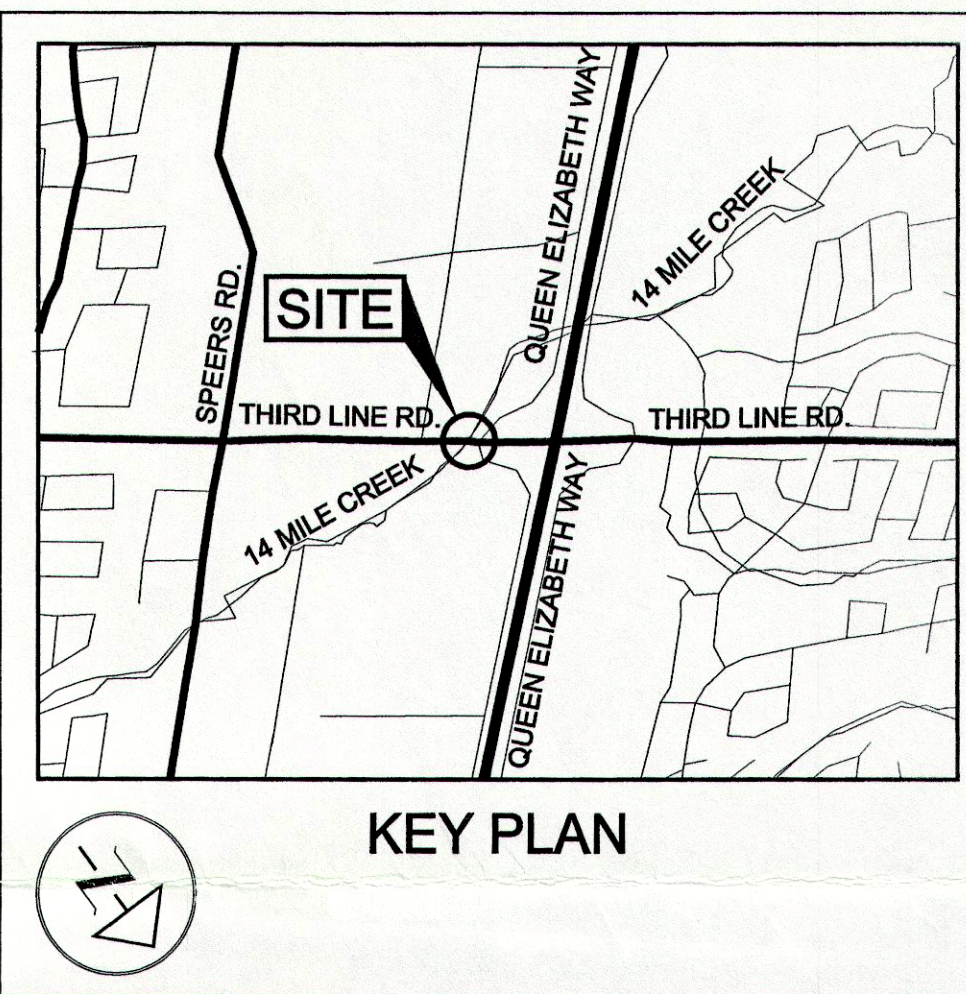 QUEEN ELIZABETH WAY
14 MILE CREEK
SPEERS RD.
SITE
THIRD LINE RD.
THIRD LINE RD.
14 MILE CREEK
QUEEN ELIZABETH WAY
KEY PLAN
N